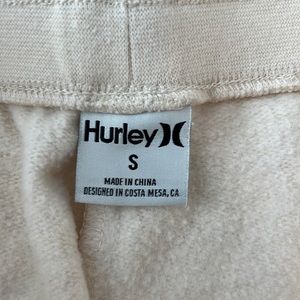 Hurley
S
MADE IN CHINA
DESIGNED IN COSTA MESA, CA